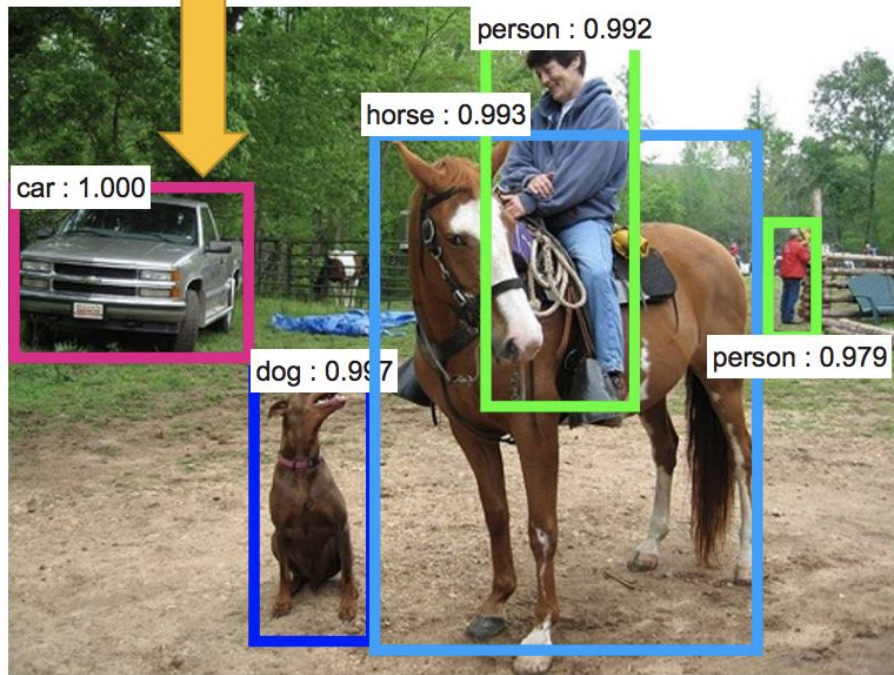 person : 0.992
horse : 0.993
car : 1.000
dog : 0.997
person : 0.979